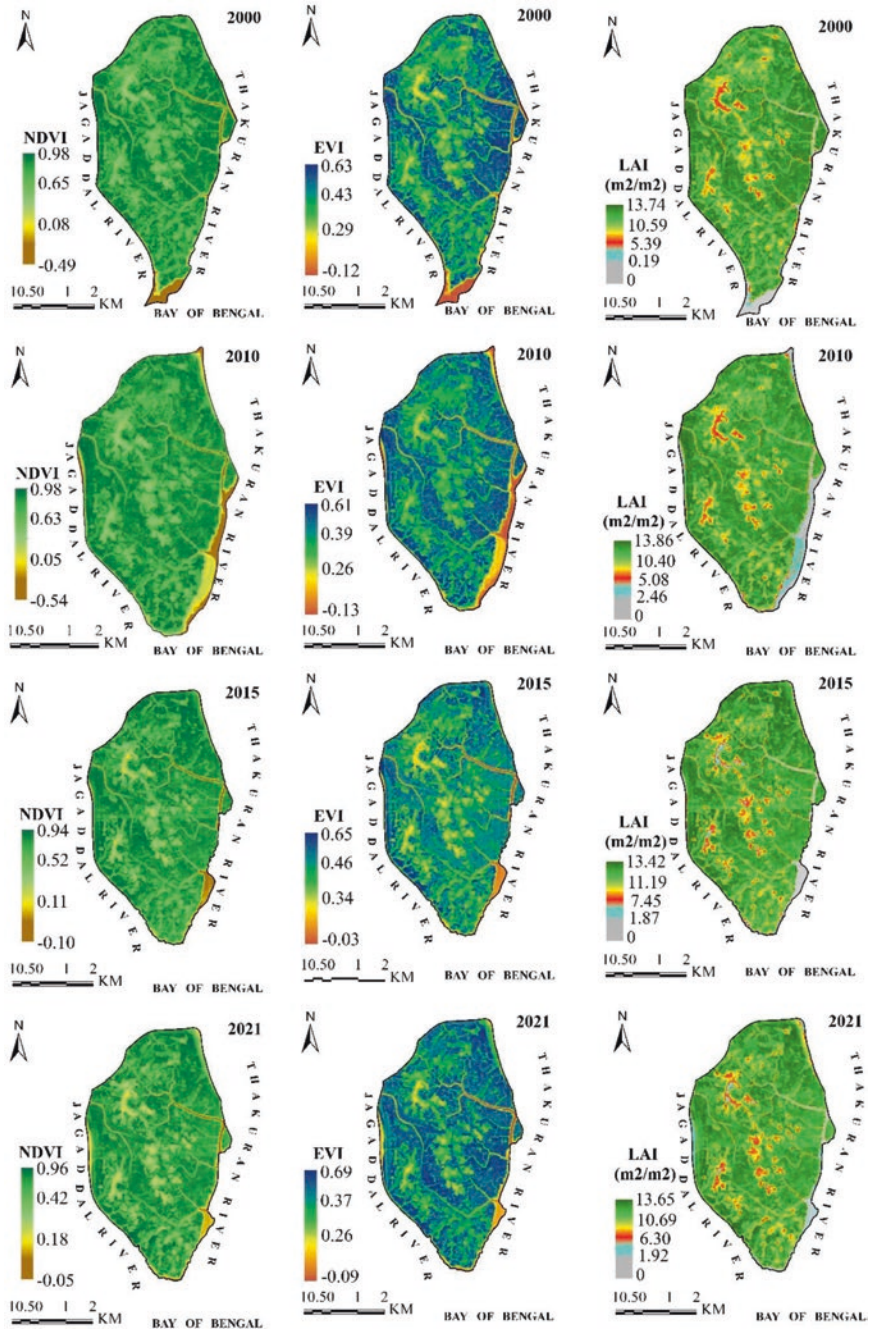 N
2000
JAGADDAL RIVER
THAKURAN RIVER
NDVI
0.98
0.65
0.08
-0.49
10.50 1 2 KM
BAY OF BENGAL
N
2000
JAGADDAL RIVER
THAKURAN RIVER
EVI
0.63
0.43
0.29
-0.12
10.50 1 2 KM
BAY OF BENGAL
N
2000
JAGADDAL RIVER
THAKURAN RIVER
LAI
(m2/m2)
13.74
10.59
5.39
0.19
0
10.50 1 2 KM
BAY OF BENGAL
N
2010
JAGADDAL RIVER
THAKURAN RIVER
NDVI
0.98
0.63
0.05
-0.54
10.50 1 2 KM
BAY OF BENGAL
N
2010
JAGADDAL RIVER
THAKURAN RIVER
EVI
0.61
0.39
0.26
-0.13
10.50 1 2 KM
BAY OF BENGAL
N
2010
JAGADDAL RIVER
THAKURAN RIVER
LAI
(m2/m2)
13.86
10.40
5.08
2.46
0
10.50 1 2 KM
BAY OF BENGAL
N
2015
JAGADDAL RIVER
THAKURAN RIVER
NDVI
0.94
0.52
0.11
-0.10
10.50 1 2 KM
BAY OF BENGAL
N
2015
JAGADDAL RIVER
THAKURAN RIVER
EVI
0.65
0.46
0.34
-0.03
10.50 1 2 KM
BAY OF BENGAL
N
2015
JAGADDAL RIVER
THAKURAN RIVER
LAI
(m2/m2)
13.42
11.19
7.45
1.87
0
10.50 1 2 KM
BAY OF BENGAL
N
2021
JAGADDAL RIVER
THAKURAN RIVER
NDVI
0.96
0.42
0.18
-0.05
10.50 1 2 KM
BAY OF BENGAL
N
2021
JAGADDAL RIVER
THAKURAN RIVER
EVI
0.69
0.37
0.26
-0.09
10.50 1 2 KM
BAY OF BENGAL
N
2021
JAGADDAL RIVER
THAKURAN RIVER
LAI
(m2/m2)
13.65
10.69
6.30
1.92
0
10.50 1 2 KM
BAY OF BENGAL